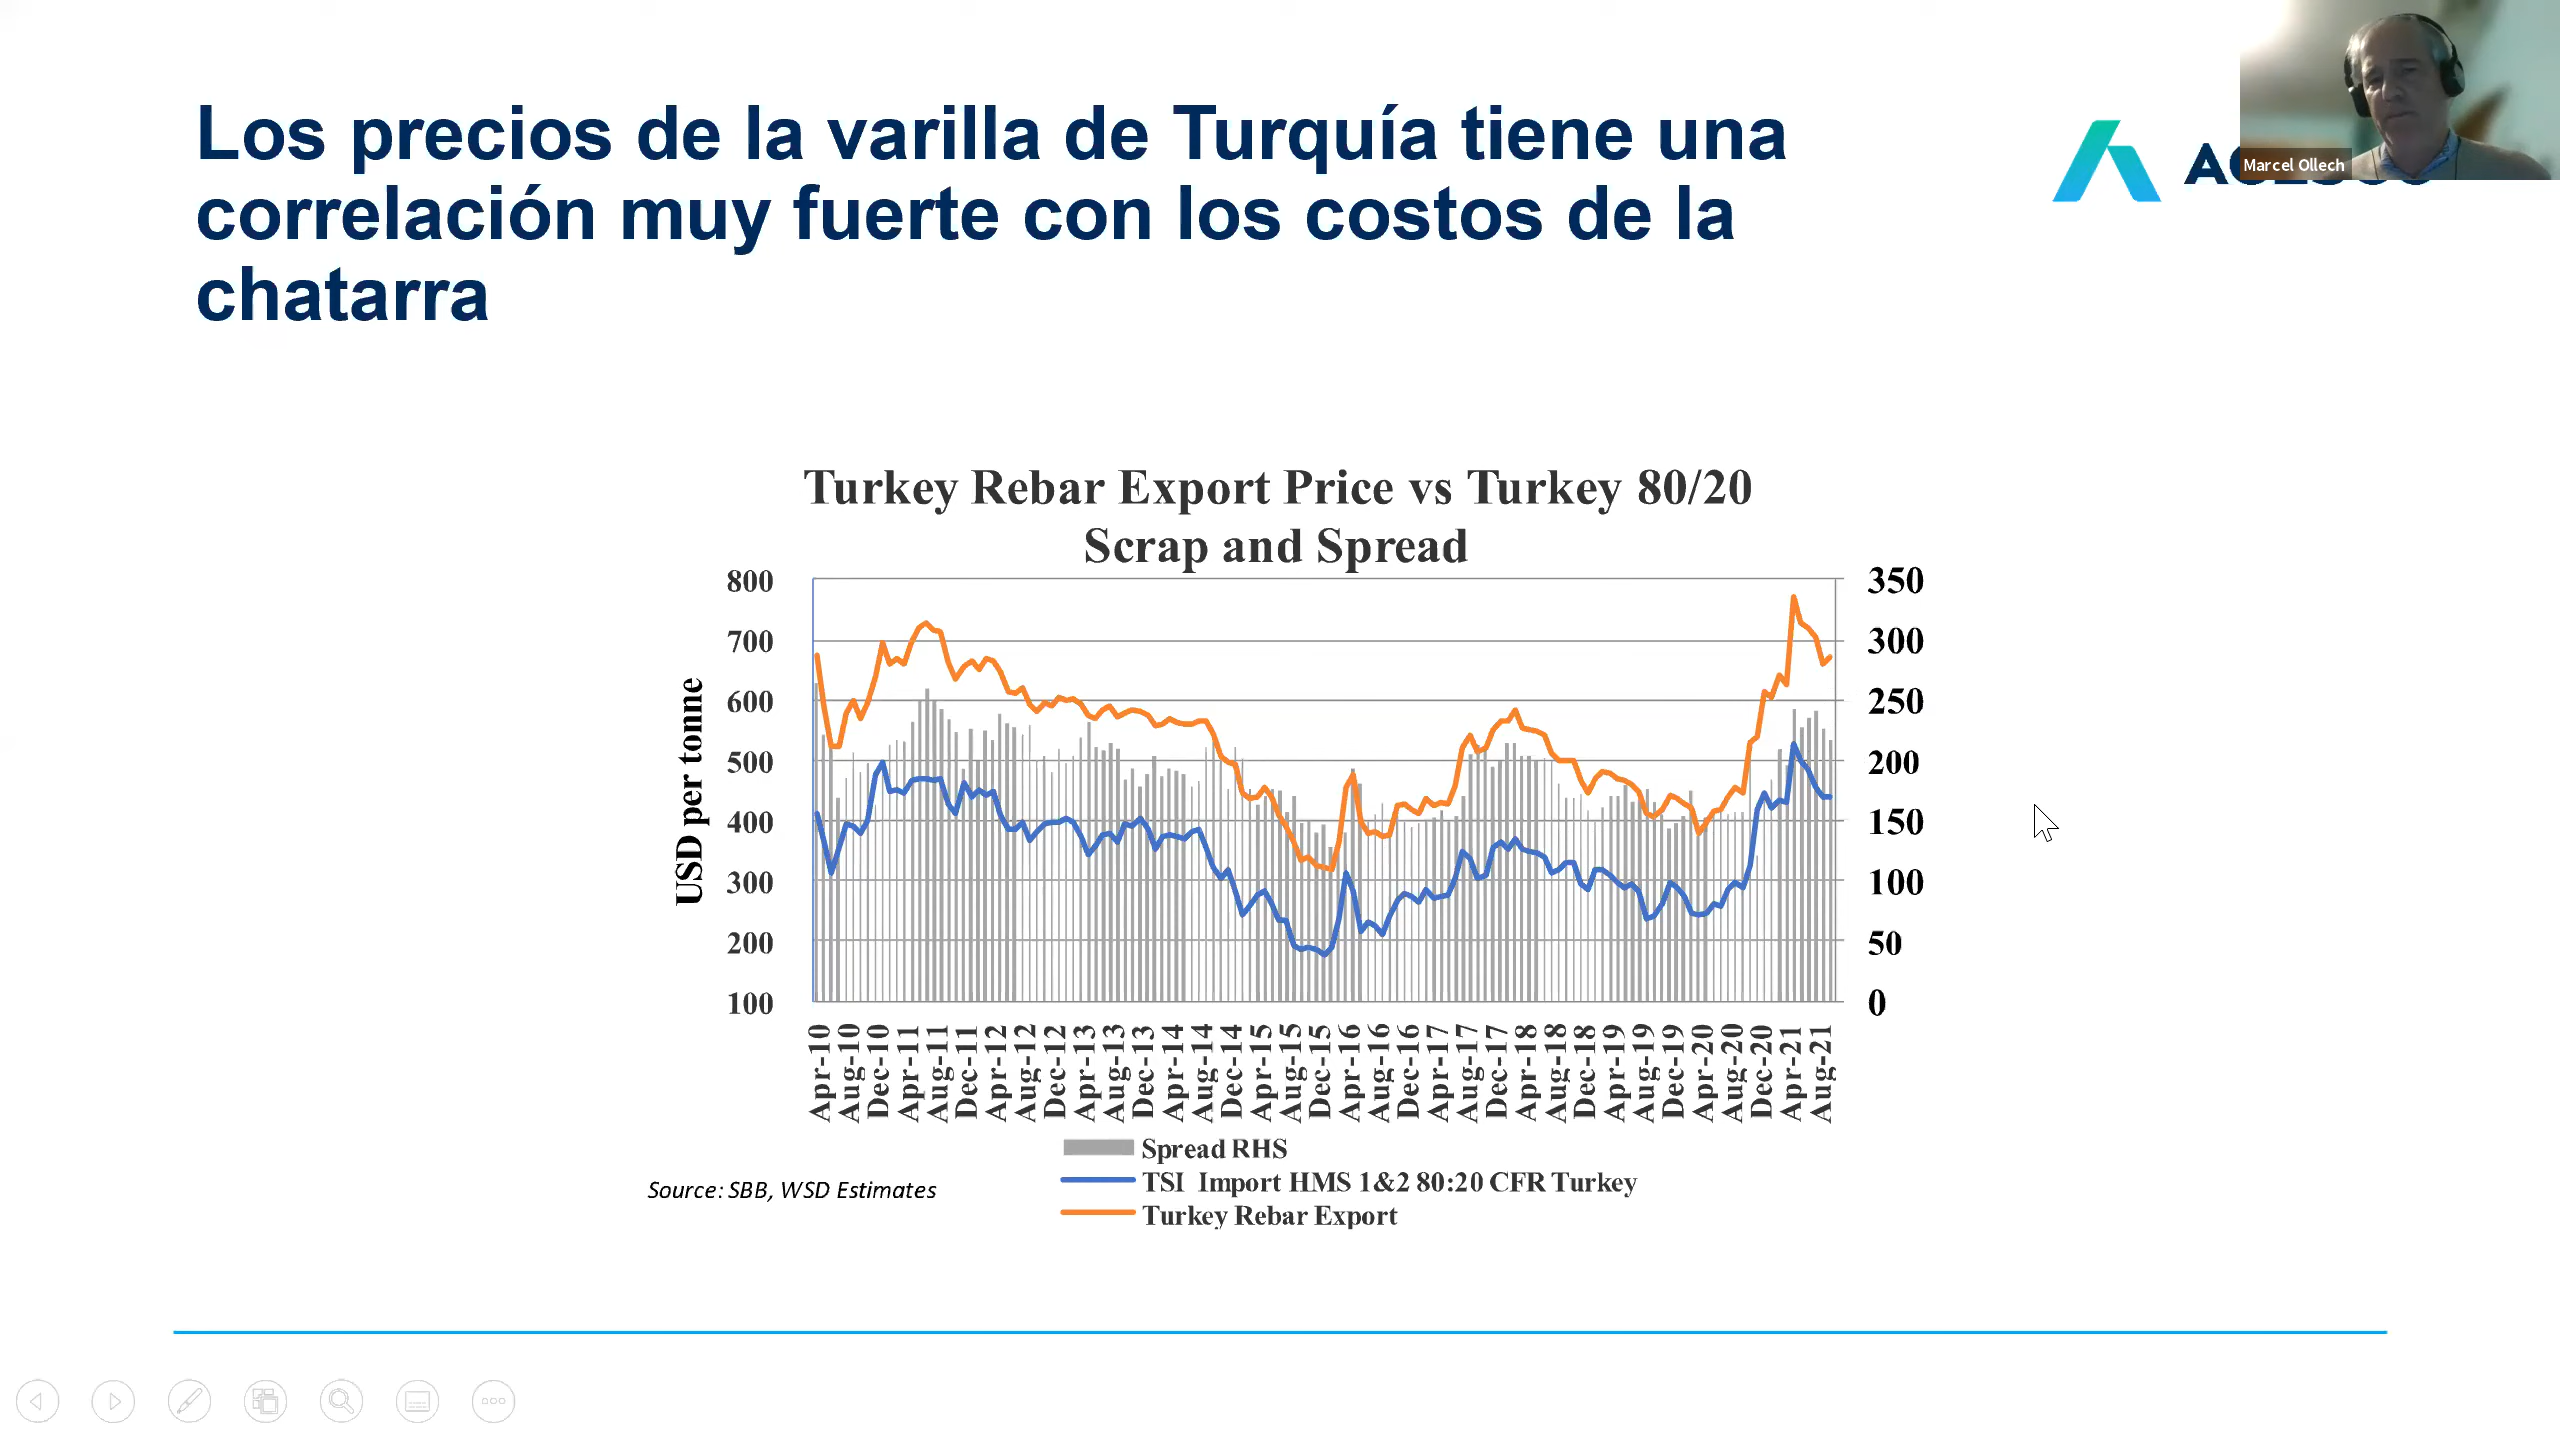 Los precios de la varilla de Turquía tiene una
correlación muy fuerte con los costos de la
chatarra
Marcel Ollech
Turkey Rebar Export Price vs Turkey 80/20
Scrap and Spread
USD per tonne
800
700
600
500
400
300
200
100
350
300
250
200
150
100
50
0
Apr-10
Aug-10
Dec-10
Apr-11
Aug-11
Dec-11
Apr-12
Aug-12
Dec-12
Apr-13
Aug-13
Dec-13
Apr-14
Aug-14
Dec-14
Apr-15
Aug-15
Dec-15
Apr-16
Aug-16
Dec-16
Apr-17
Aug-17
Dec-17
Apr-18
Aug-18
Dec-18
Apr-19
Aug-19
Dec-19
Apr-20
Aug-20
Dec-20
Apr-21
Aug-21
Spread RHS
TSI Import HMS 1&2 80:20 CFR Turkey
Turkey Rebar Export
Source: SBB, WSD Estimates